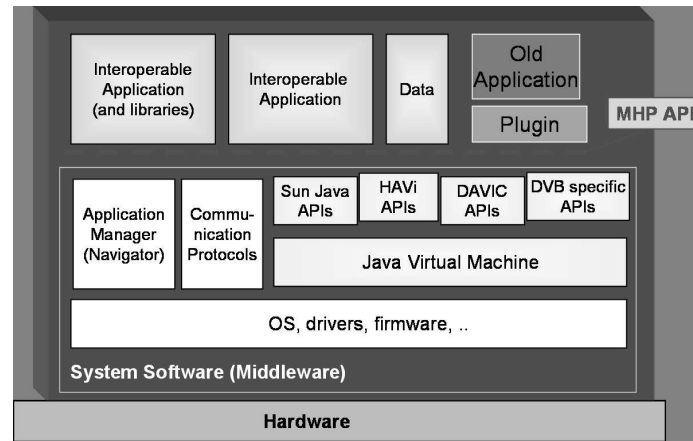 Interoperable
Application
(and libraries)
Interoperable
Application
Data
Old
Application
Plugin
MHP API
Application
Manager
(Navigator)
Commu-
nication
Protocols
Sun Java
APIs
HAVi
APIs
DAVIC
APIs
DVB specific
APIs
Java Virtual Machine
OS, drivers, firmware, ..
System Software (Middleware)
Hardware